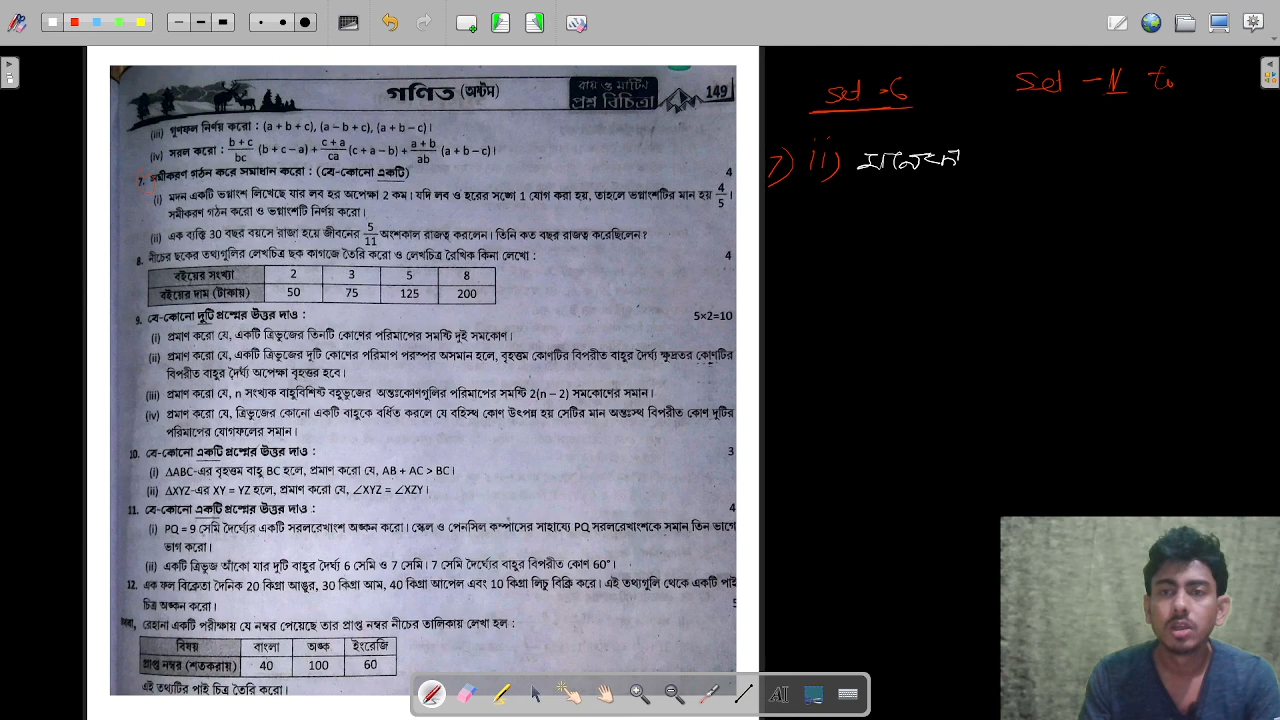 গণিত (অষ্টম)
রায় ও মার্টিন
প্রশ্ন বিচিত্রা
149
(iii) গুণফল নির্ণয় করো : (a + b + c), (a – b + c), (a + b – c)।
(iv) সরল করো : b + c/bc (b + c – a) + c + a/ca (c + a – b) + a + b/ab (a + b – c)।
7. সমীকরণ গঠন করে সমাধান করো : (যে-কোনো একটি) 4
(i) মদন একটি ভগ্নাংশ লিখেছে যার লব হর অপেক্ষা 2 কম। যদি লব ও হরের সঙ্গে 1 যোগ করা হয়, তাহলে ভগ্নাংশটির মান হয় 4/5।
সমীকরণ গঠন করো ও ভগ্নাংশটি নির্ণয় করো।
(ii) এক ব্যক্তি 30 বছর বয়সে রাজা হয়ে জীবনের 5/11 অংশকাল রাজত্ব করলেন। তিনি কত বছর রাজত্ব করেছিলেন?
8. নীচের ছকের তথ্যগুলির লেখচিত্র ছক কাগজে তৈরি করো ও লেখচিত্র রৈখিক কিনা লেখো : 4
বইয়ের সংখ্যা 2 3 5 8
বইয়ের দাম (টাকায়) 50 75 125 200
9. যে-কোনো দুটি প্রশ্নের উত্তর দাও : 5×2=10
(i) প্রমাণ করো যে, একটি ত্রিভুজের তিনটি কোণের পরিমাপের সমষ্টি দুই সমকোণ।
(ii) প্রমাণ করো যে, একটি ত্রিভুজের দুটি কোণের পরিমাপ পরস্পর অসমান হলে, বৃহত্তম কোণটির বিপরীত বাহুর দৈর্ঘ্য ক্ষুদ্রতর কোণটির
বিপরীত বাহুর দৈর্ঘ্য অপেক্ষা বৃহত্তর হবে।
(iii) প্রমাণ করো যে, n সংখ্যক বাহুবিশিষ্ট বহুভুজের অন্তঃকোণগুলির পরিমাপের সমষ্টি 2(n – 2) সমকোণের সমান।
(iv) প্রমাণ করো যে, ত্রিভুজের কোনো একটি বাহুকে বর্ধিত করলে যে বহিস্থ কোণ উৎপন্ন হয় সেটির মান অন্তঃস্থ বিপরীত কোণ দুটির
পরিমাপের যোগফলের সমান।
10. যে-কোনো একটি প্রশ্নের উত্তর দাও : 3
(i) ∆ABC-এর বৃহত্তম বাহু BC হলে, প্রমাণ করো যে, AB + AC > BC।
(ii) ∆XYZ-এর XY = YZ হলে, প্রমাণ করো যে, ∠XYZ = ∠XZY।
11. যে-কোনো একটি প্রশ্নের উত্তর দাও : 4
(i) PQ = 9 সেমি দৈর্ঘ্যের একটি সরলরেখাংশ অঙ্কন করো। স্কেল ও পেনসিল কম্পাসের সাহায্যে PQ সরলরেখাংশকে সমান তিন ভাগে
ভাগ করো।
(ii) একটি ত্রিভুজ আঁকো যার দুটি বাহুর দৈর্ঘ্য 6 সেমি ও 7 সেমি। 7 সেমি দৈর্ঘ্যের বাহুর বিপরীত কোণ 60°।
12. এক ফল বিক্রেতা দৈনিক 20 কিগ্রা আঙুর, 30 কিগ্রা আম, 40 কিগ্রা আপেল এবং 10 কিগ্রা লিচু বিক্রি করে। এই তথ্যগুলি থেকে একটি পাই
চিত্র অঙ্কন করো। 5
রেহানা একটি পরীক্ষায় যে নম্বর পেয়েছে তার প্রাপ্ত নম্বর নীচের তালিকায় লেখা হল :
বিষয় বাংলা অঙ্ক ইংরেজি
প্রাপ্ত নম্বর (শতকরায়) 40 100 60
এই তথ্যটির পাই চিত্র তৈরি করো।
set 6
Set – to
7) ii)
AI